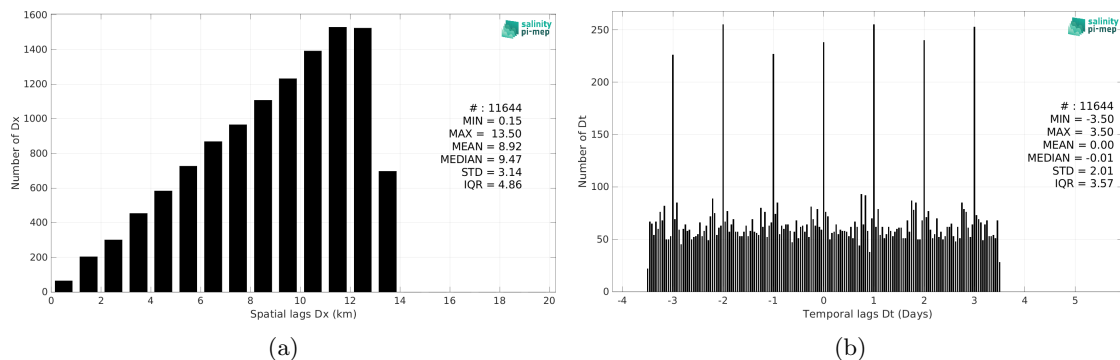 1600
1400
1200
1000
800
600
400
200
0
Number of Dx
0 2 4 6 8 10 12 14 16 18 20
Spatial lags Dx (km)
salinity
pi-mep
# : 11644
MIN = 0.15
MAX = 13.50
MEAN = 8.92
MEDIAN = 9.47
STD = 3.14
IQR = 4.86
(a)
250
200
150
100
50
0
Number of Dt
-4 -3 -2 -1 0 1 2 3 4 5
Temporal lags Dt (Days)
salinity
pi-mep
# : 11644
MIN = -3.50
MAX = 3.50
MEAN = 0.00
MEDIAN = -0.01
STD = 2.01
IQR = 3.57
(b)